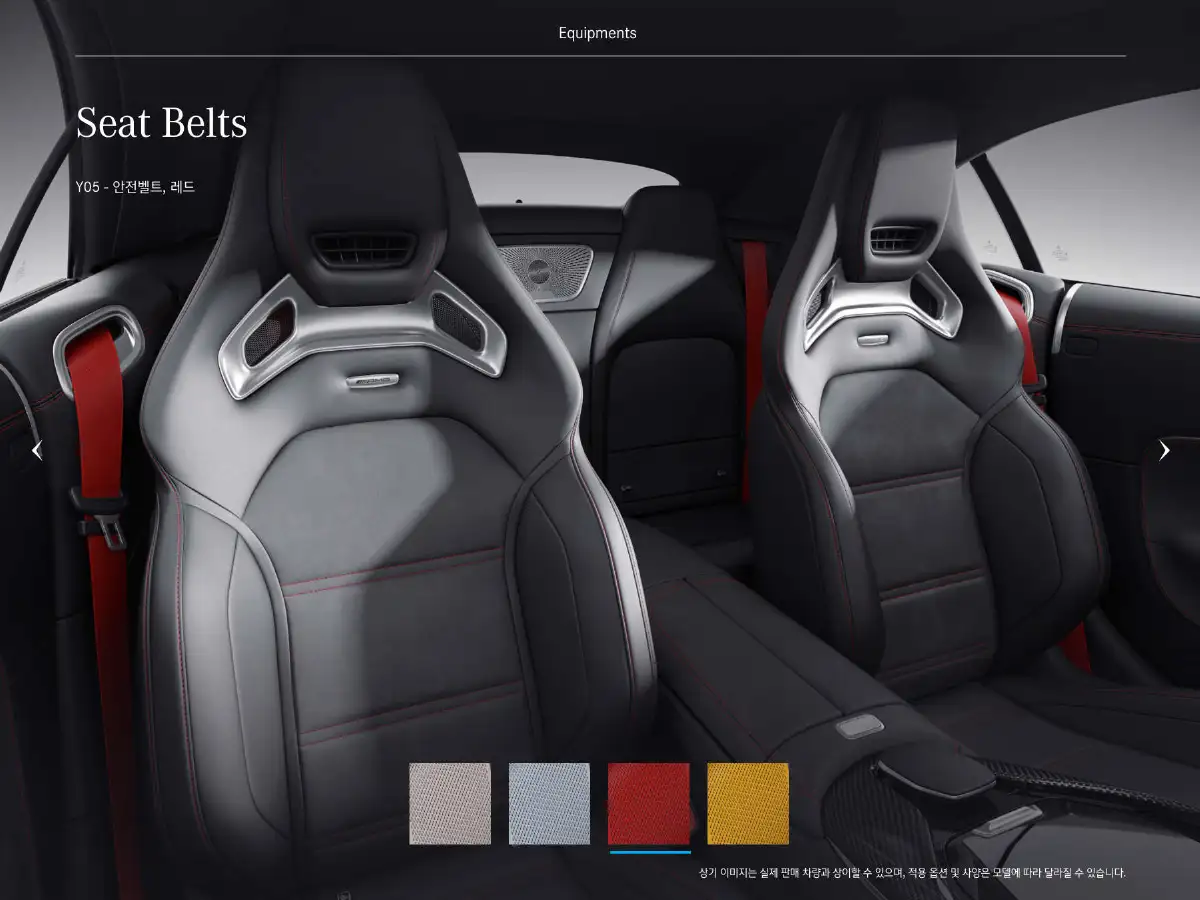 Equipments
Seat Belts
Y05 - 안전벨트, 레드
상기 이미지는 실제 판매 차량과 상이할 수 있으며, 적용 옵션 및 사양은 모델에 따라 달라질 수 있습니다.